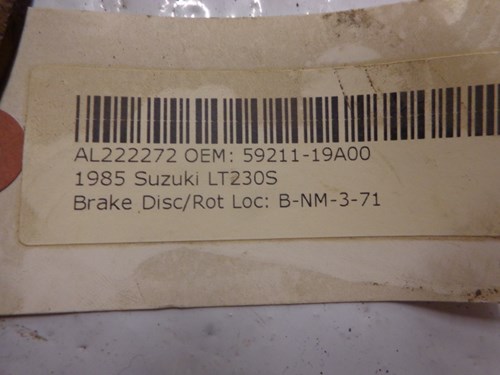 AL222272 OEM: 59211-19A00
1985 Suzuki LT230S
Brake Disc/Rot Loc: B-NM-3-71